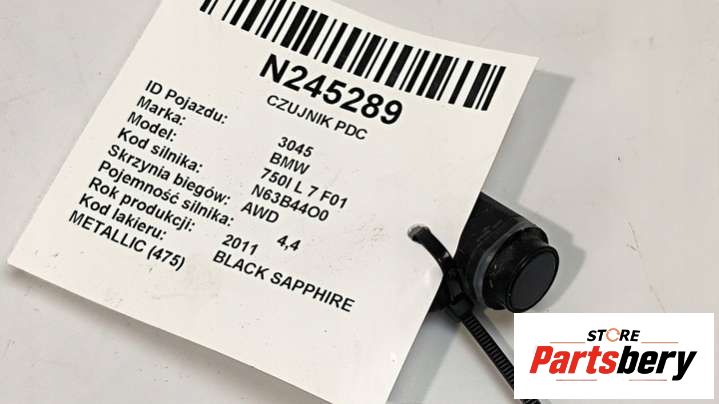 N245289
CZUJNIK PDC
ID Pojazdu: 3045
Marka: BMW
Model: 750I L 7 F01
Kod silnika: N63B44O0
Skrzynia biegów: AWD
Pojemność silnika: 4,4
Rok produkcji: 2011
Kod lakieru: BLACK SAPPHIRE
METALLIC (475)
STORE
Partsbery